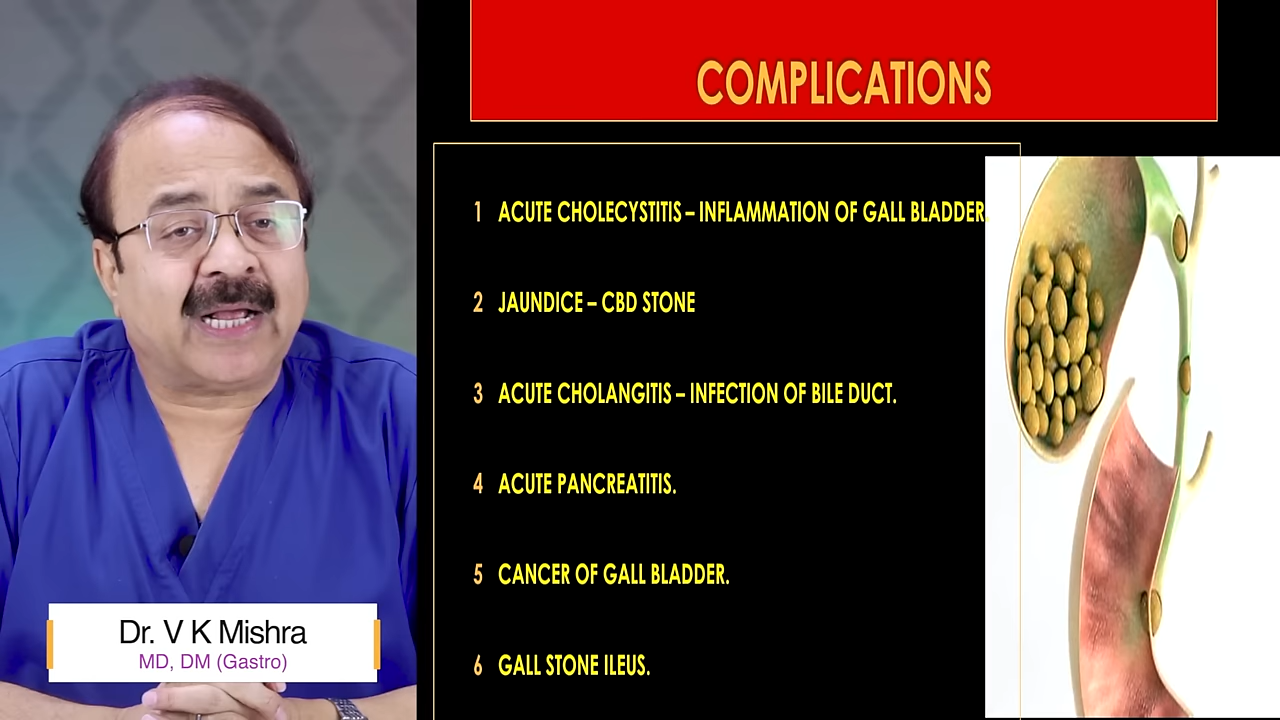 COMPLICATIONS
1 ACUTE CHOLECYSTITIS – INFLAMMATION OF GALL BLADDER.
2 JAUNDICE – CBD STONE
3 ACUTE CHOLANGITIS – INFECTION OF BILE DUCT.
4 ACUTE PANCREATITIS.
5 CANCER OF GALL BLADDER.
6 GALL STONE ILEUS.
Dr. V K Mishra
MD, DM (Gastro)